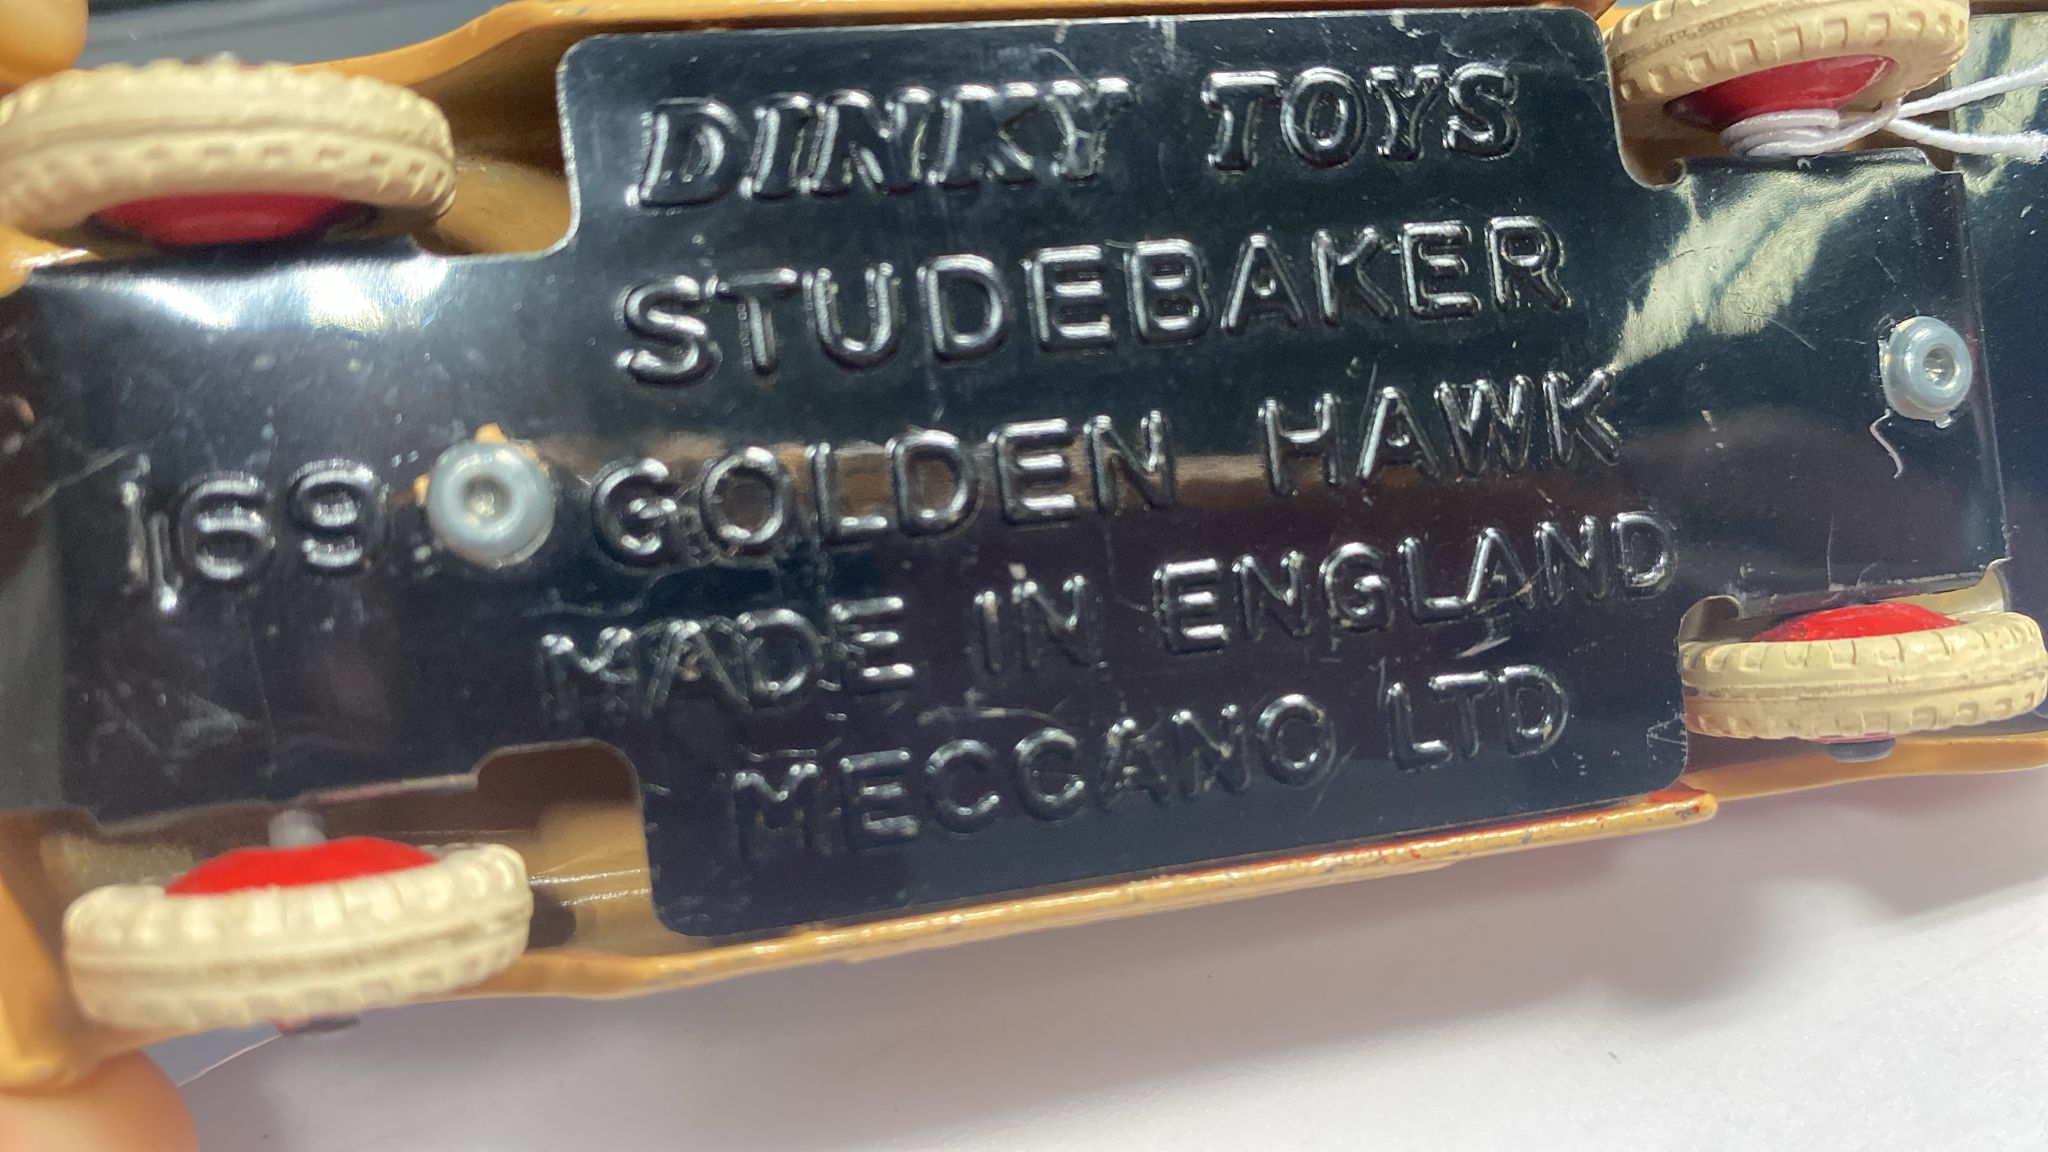 DINKY TOYS
STUDEBAKER
169 GOLDEN HAWK
MADE IN ENGLAND
MECCANO LTD